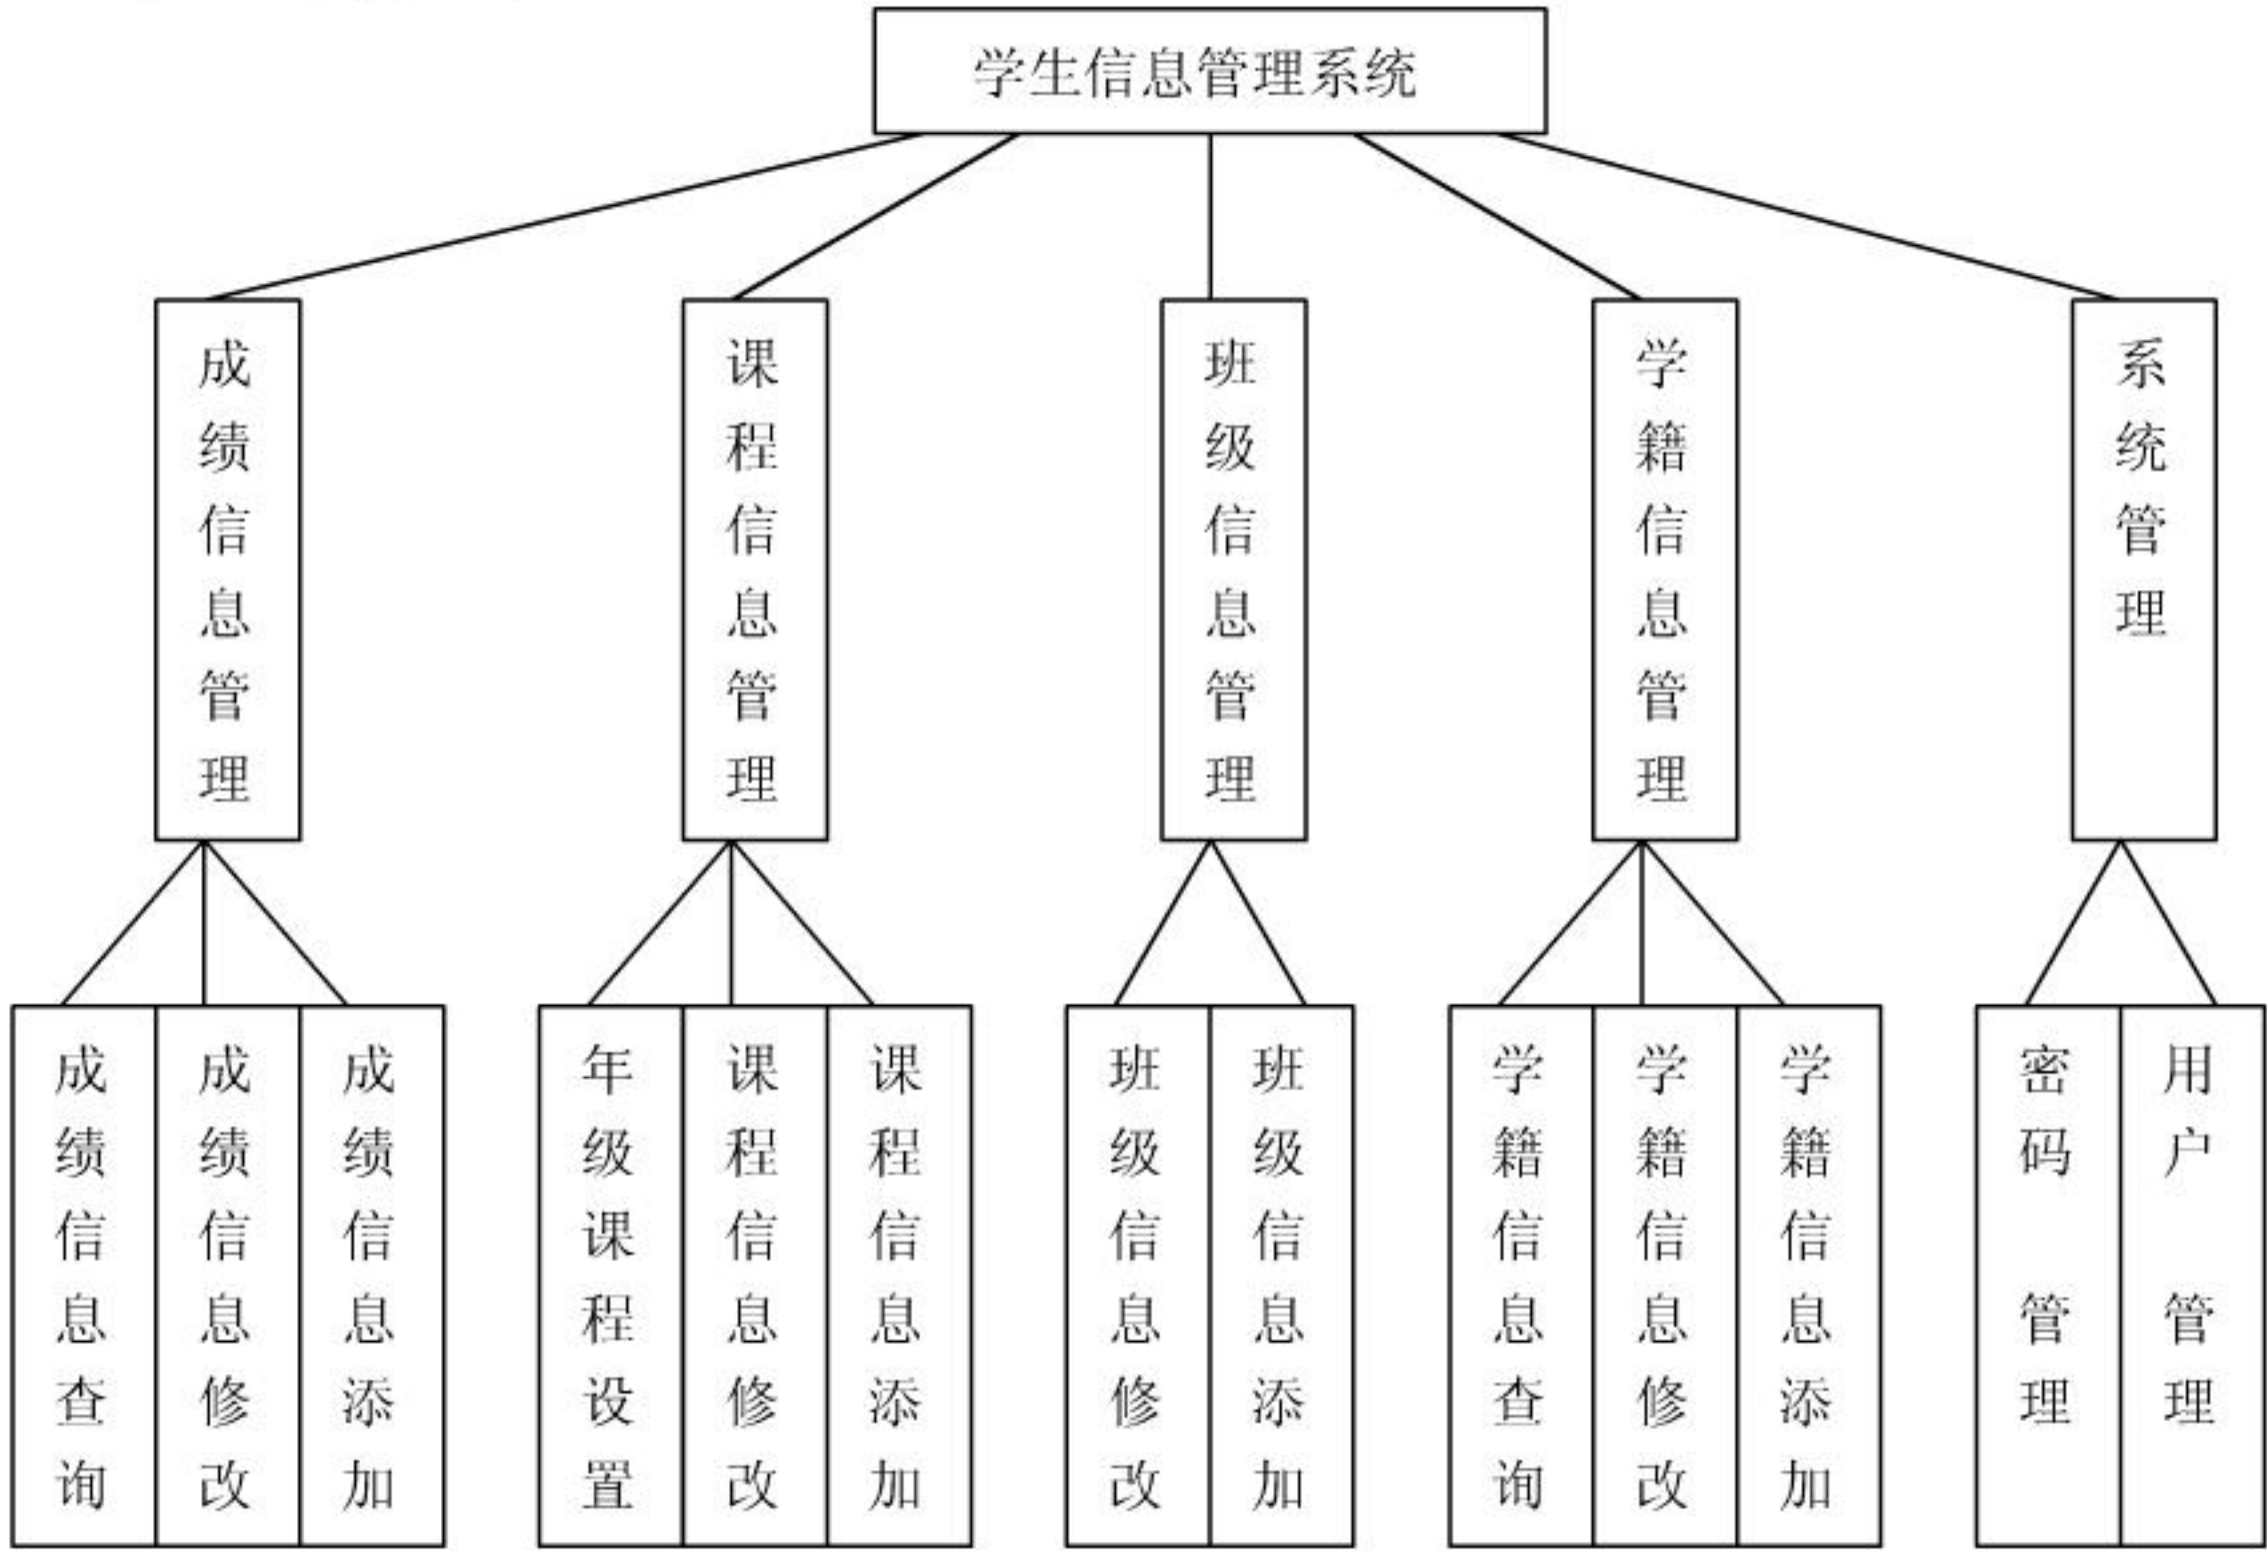 学生信息管理系统
成绩信息管理
课程信息管理
班级信息管理
学籍信息管理
系统管理
成绩信息查询
成绩信息修改
成绩信息添加
年级课程设置
课程信息修改
课程信息添加
班级信息修改
班级信息添加
学籍信息查询
学籍信息修改
学籍信息添加
密码管理
用户管理